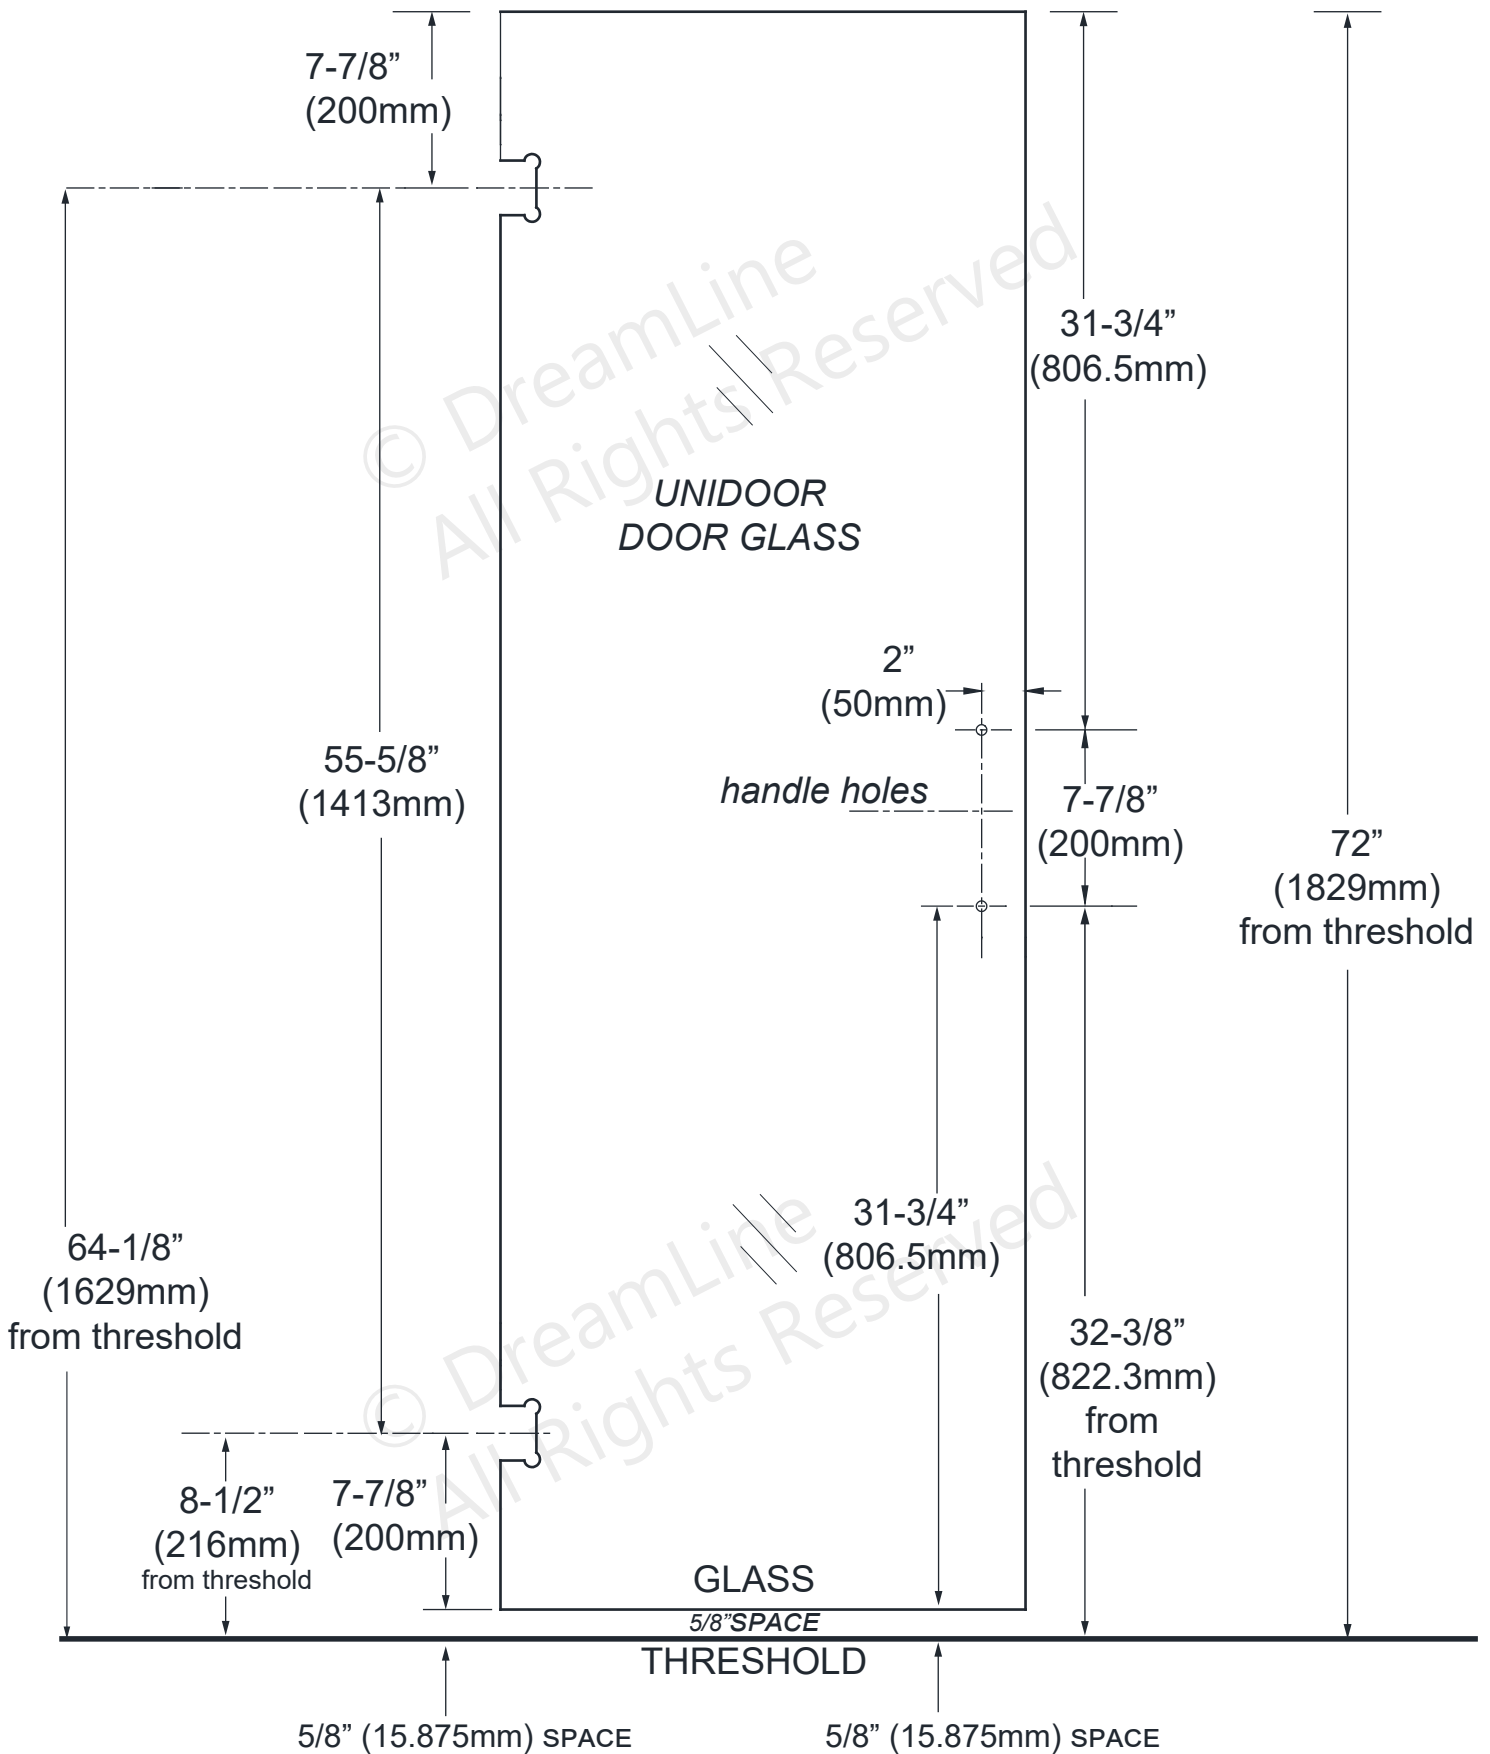 7-7/8”
(200mm)
© DreamLine
All Rights Reserved
31-3/4”
(806.5mm)
UNIDOOR
DOOR GLASS
2”
(50mm)
55-5/8”
(1413mm)
handle holes
7-7/8”
(200mm)
72”
(1829mm)
from threshold
© DreamLine
All Rights Reserved
31-3/4”
(806.5mm)
64-1/8”
(1629mm)
from threshold
32-3/8”
(822.3mm)
from
threshold
8-1/2”
(216mm)
from threshold
7-7/8”
(200mm)
GLASS
5/8”SPACE
THRESHOLD
5/8” (15.875mm) SPACE
5/8” (15.875mm) SPACE